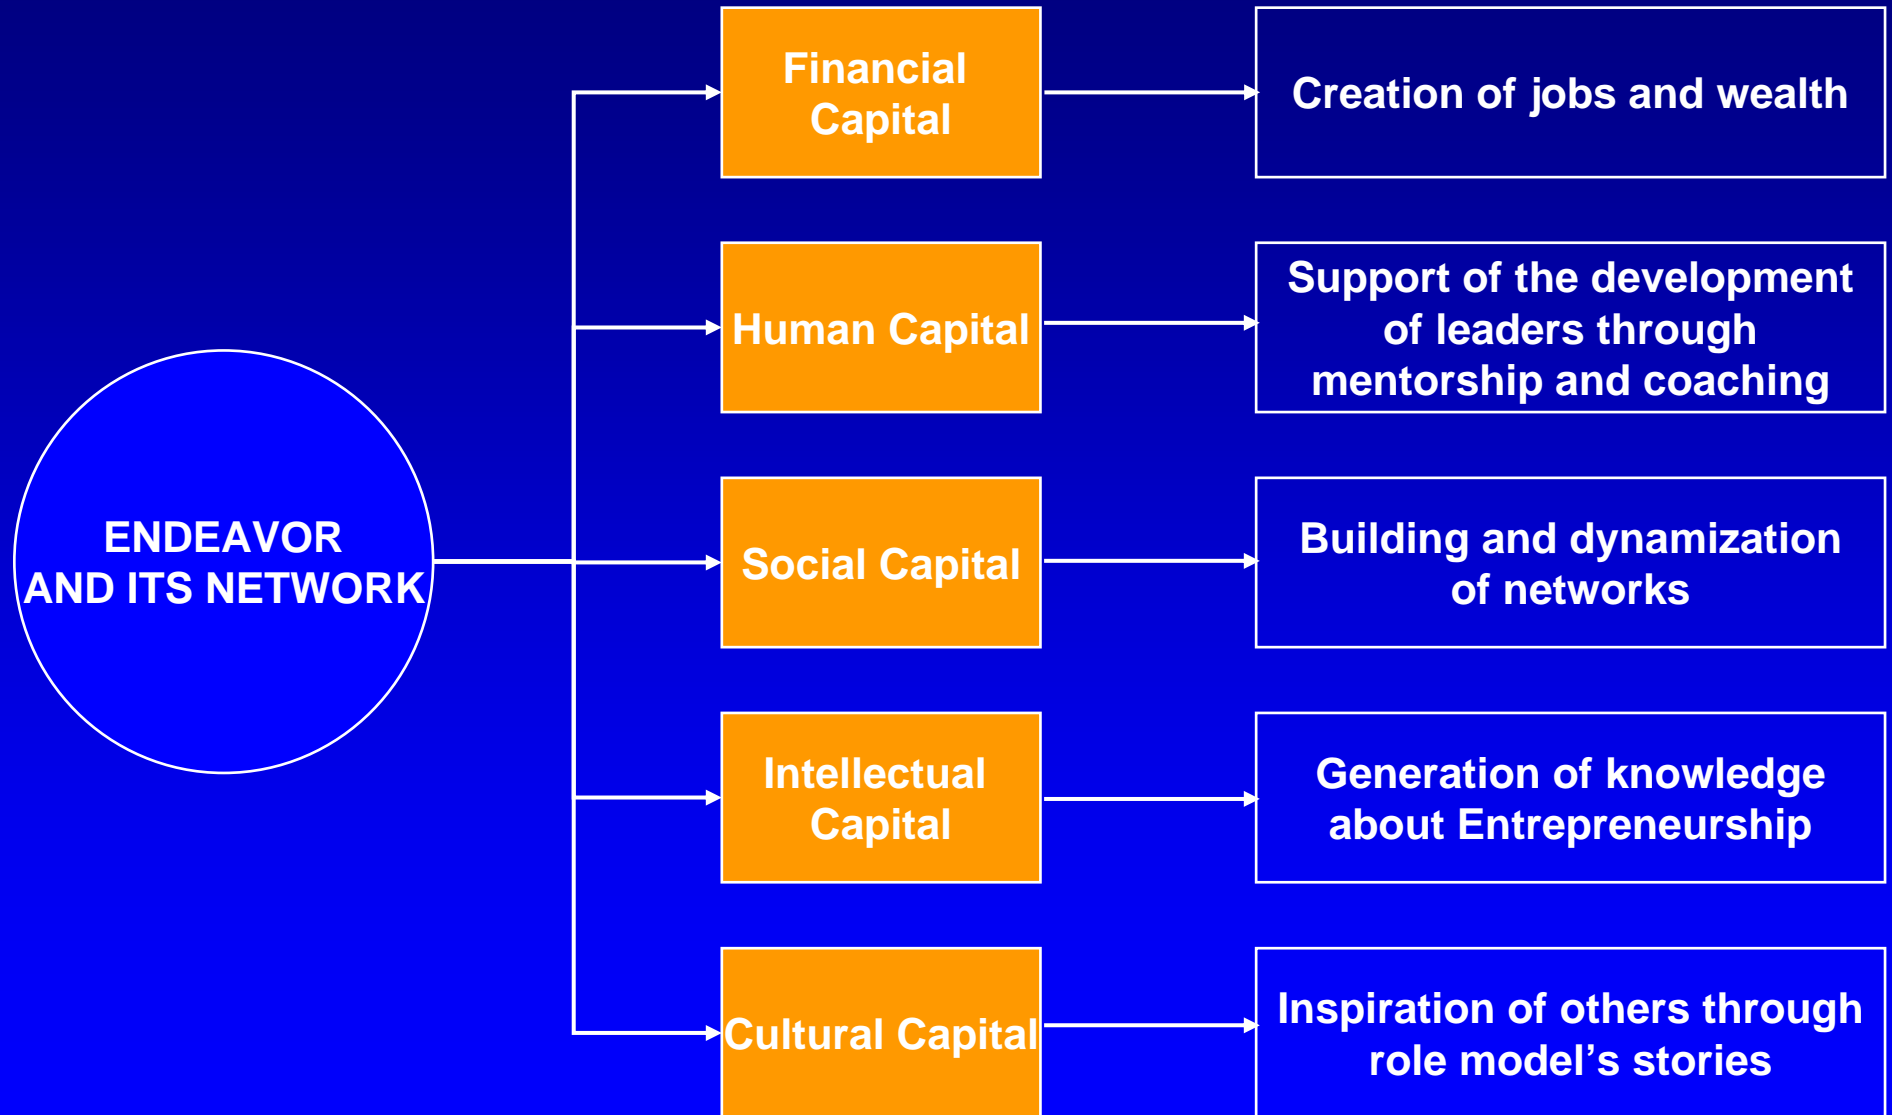 ENDEAVOR
AND ITS NETWORK
Financial
Capital
Creation of jobs and wealth
Human Capital
Support of the development
of leaders through
mentorship and coaching
Social Capital
Building and dynamization
of networks
Intellectual
Capital
Generation of knowledge
about Entrepreneurship
Cultural Capital
Inspiration of others through
role model’s stories